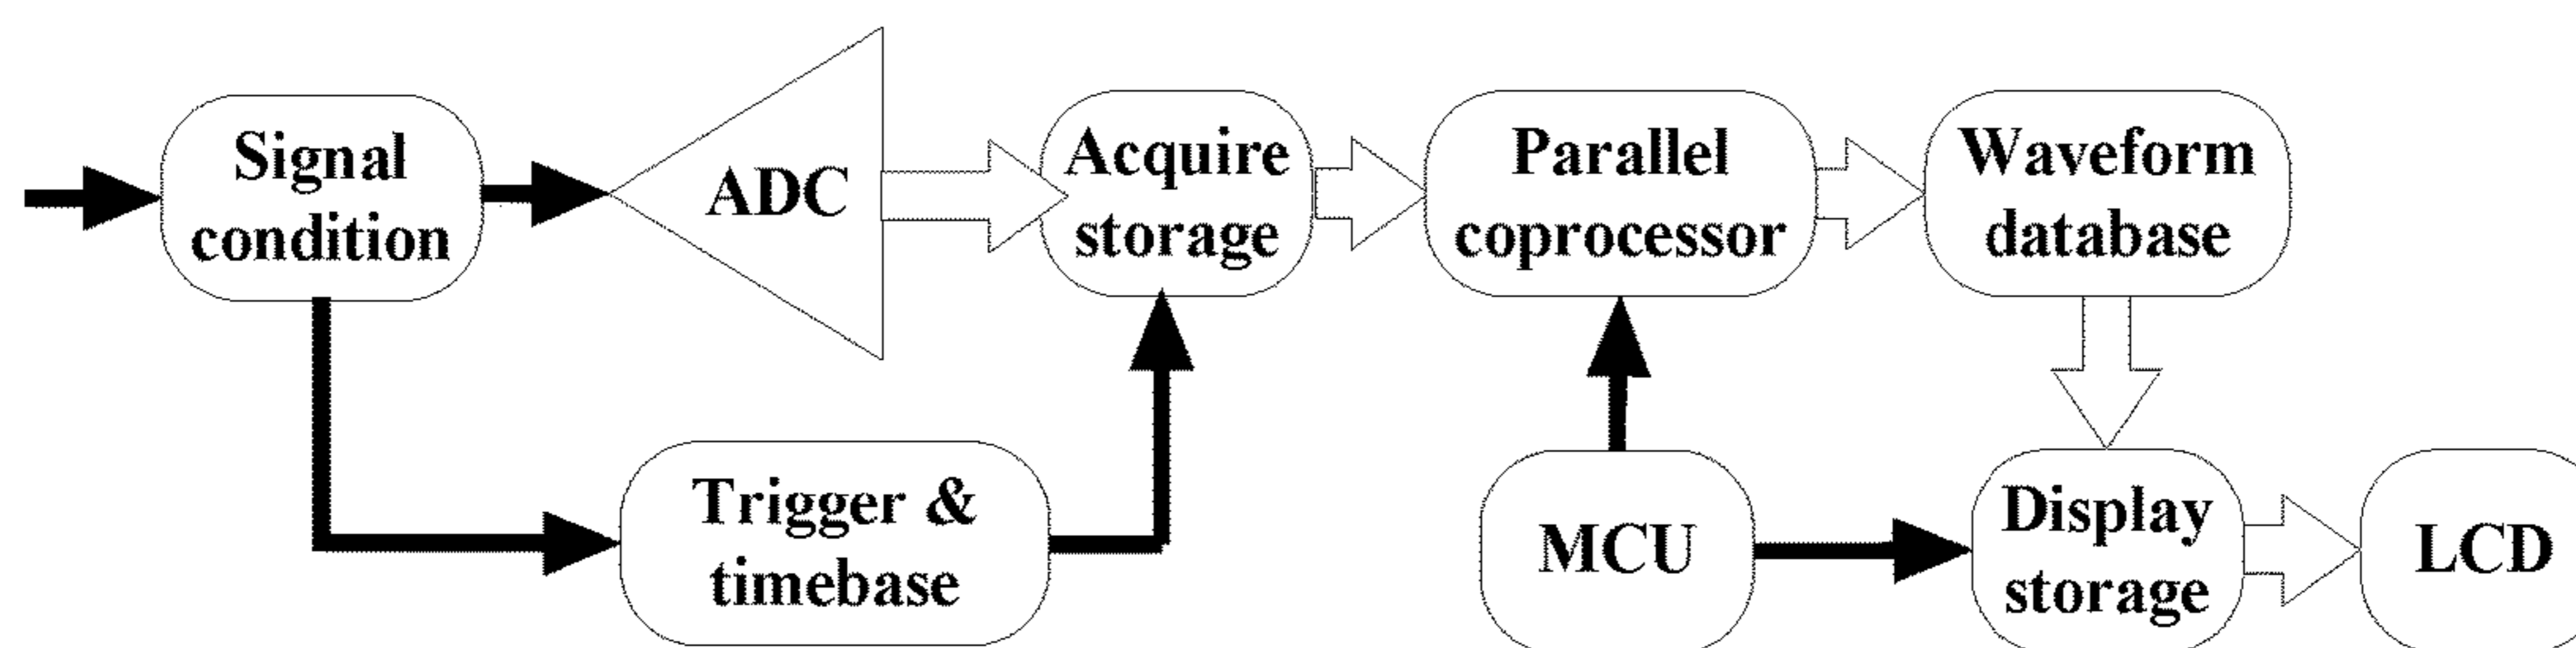 Signal
condition
ADC
Acquire
storage
Parallel
coprocessor
Waveform
database
Trigger &
timebase
MCU
Display
storage
LCD